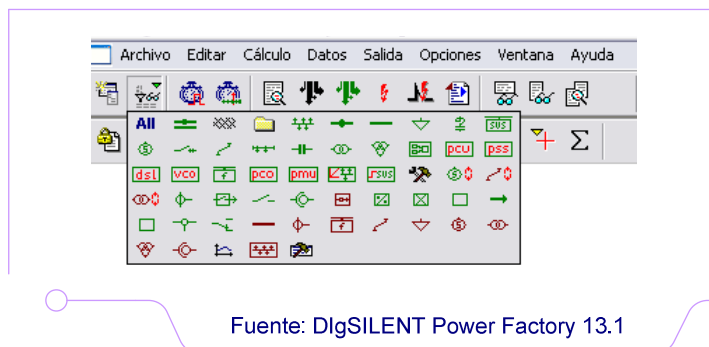 Archivo Editar Cálculo Datos Salida Opciones Ventana Ayuda
All SUS
pcu pss
dsl vco f pco pmu SUS
f
Fuente: DIgSILENT Power Factory 13.1